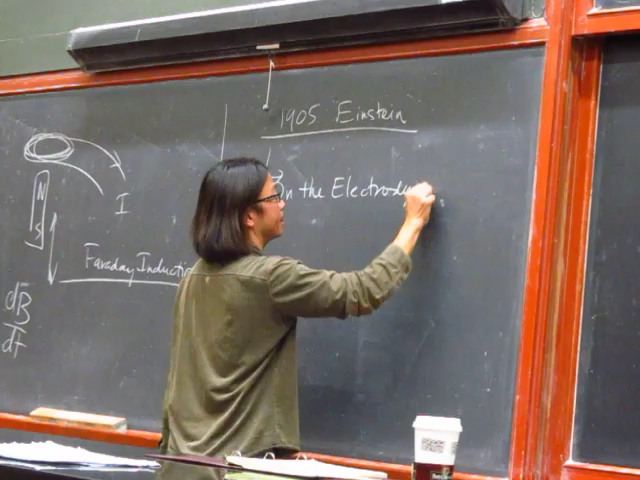 1905 Einstein
On the Electrody
N
S
I
Faraday Induction
dB
dt